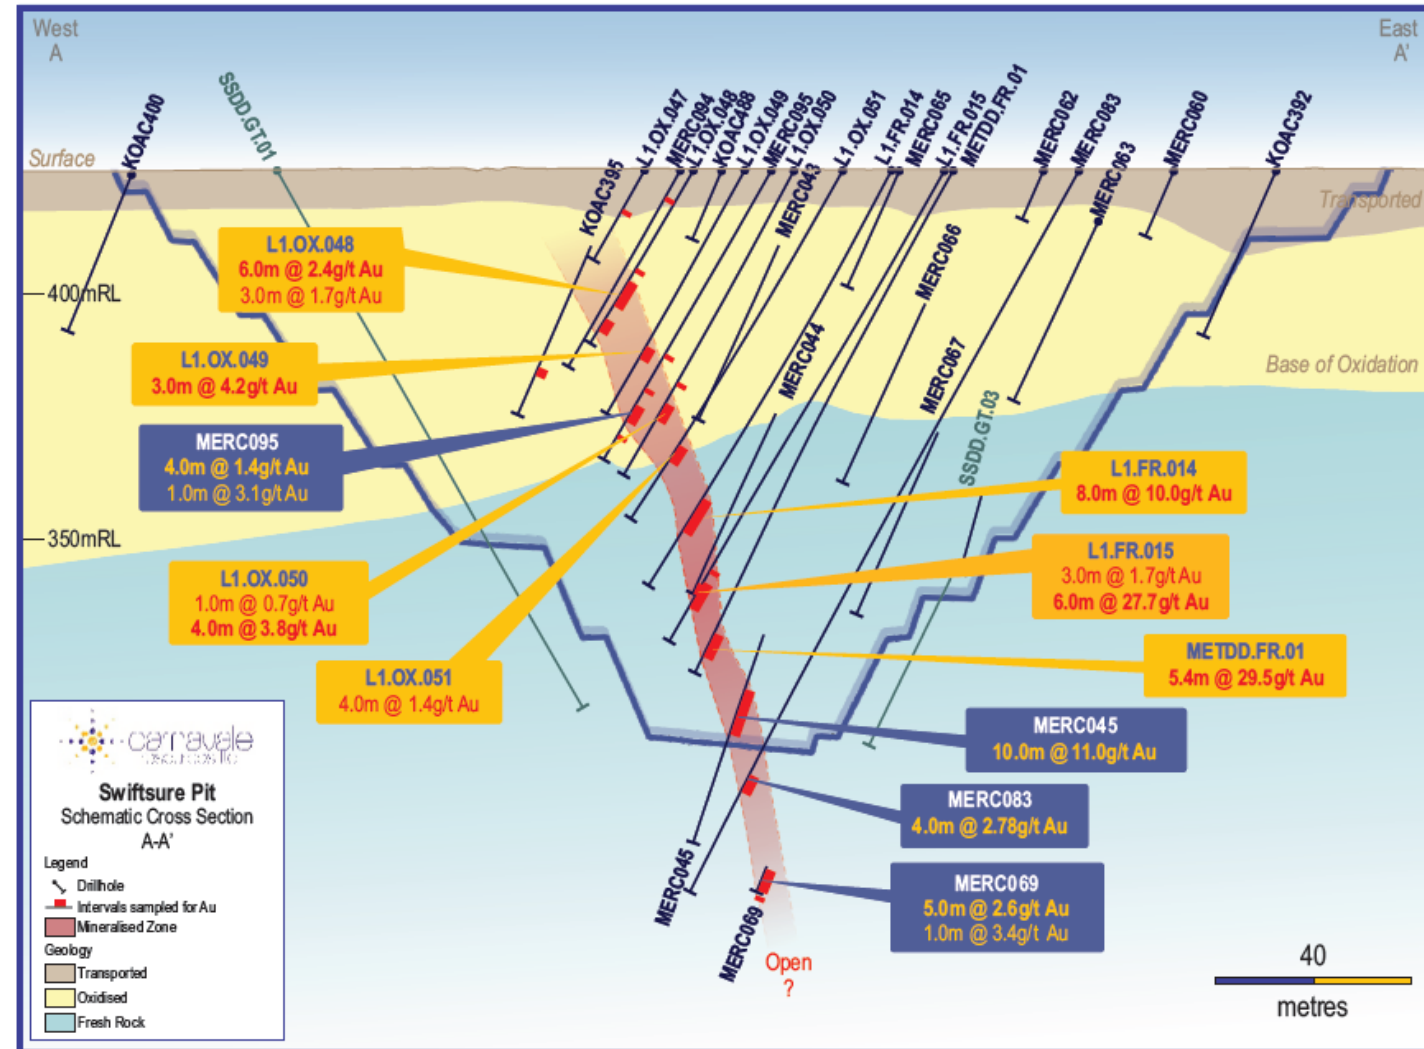 West
A
East
A'
KOAC400
SSDD.GT.01
KOAC395
L1.OX.047
MERC094
L1.OX.048
KOAC488
L1.OX.049
MERC095
L1.OX.050
MERC043
L1.OX.051
L1.FR.014
MERC065
L1.FR.015
METDD.FR.01
MERC062
MERC083
MERC063
MERC060
KOAC392
Surface
Transported
L1.OX.048
6.0m @ 2.4g/t Au
3.0m @ 1.7g/t Au
MERC066
400mRL
L1.OX.049
3.0m @ 4.2g/t Au
MERC044
MERC067
Base of Oxidation
MERC095
4.0m @ 1.4g/t Au
1.0m @ 3.1g/t Au
SSDD.GT.03
L1.FR.014
8.0m @ 10.0g/t Au
350mRL
L1.FR.015
3.0m @ 1.7g/t Au
6.0m @ 27.7g/t Au
L1.OX.050
1.0m @ 0.7g/t Au
4.0m @ 3.8g/t Au
METDD.FR.01
5.4m @ 29.5g/t Au
L1.OX.051
4.0m @ 1.4g/t Au
MERC045
10.0m @ 11.0g/t Au
MERC083
4.0m @ 2.78g/t Au
MERC045
MERC069
5.0m @ 2.6g/t Au
1.0m @ 3.4g/t Au
MERC069
Open
?
40
metres
carnavale
resources ltd
Swiftsure Pit
Schematic Cross Section
A-A'
Legend
Drillhole
Intervals sampled for Au
Mineralised Zone
Geology
Transported
Oxidised
Fresh Rock